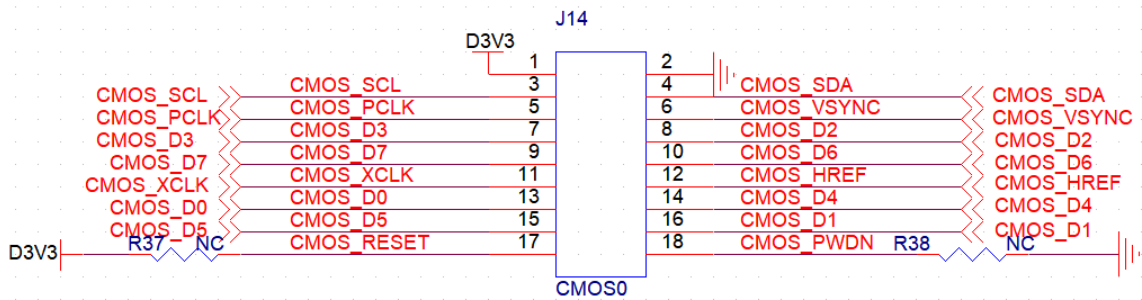 J14
D3V3
1 2
CMOS_SCL CMOS_SCL 3 4 CMOS_SDA CMOS_SDA
CMOS_PCLK CMOS_PCLK 5 6 CMOS_VSYNC CMOS_VSYNC
CMOS_D3 CMOS_D3 7 8 CMOS_D2 CMOS_D2
CMOS_D7 CMOS_D7 9 10 CMOS_D6 CMOS_D6
CMOS_XCLK CMOS_XCLK 11 12 CMOS_HREF CMOS_HREF
CMOS_D0 CMOS_D0 13 14 CMOS_D4 CMOS_D4
CMOS_D5 CMOS_D5 15 16 CMOS_D1 CMOS_D1
D3V3 R37 NC CMOS_RESET 17 18 CMOS_PWDN R38 NC
CMOS0